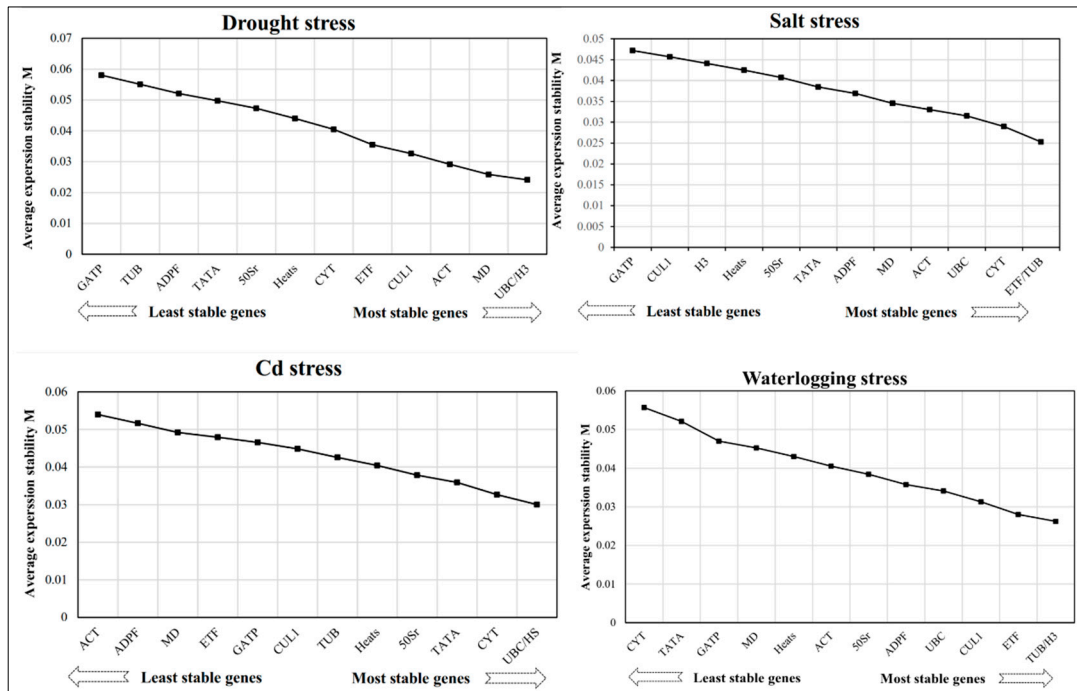 Drought stress
Average experssion stability M
0.07
0.06
0.05
0.04
0.03
0.02
0.01
0
GATP TUB ADPF TATA 50Sr Heats CYT ETF CUL1 ACT MD UBC/H3
Least stable genes Most stable genes
Salt stress
Average experssion stability M
0.05
0.045
0.04
0.035
0.03
0.025
0.02
0.015
0.01
0.005
0
GATP CUL1 H3 Heats 50Sr TATA ADPF MD ACT UBC CYT ETF/TUB
Least stable genes Most stable genes
Cd stress
Average experssion stability M
0.06
0.05
0.04
0.03
0.02
0.01
0
ACT ADPF MD ETF GATP CUL1 TUB Heats 50Sr TATA CYT UBC/HS
Least stable genes Most stable genes
Waterlogging stress
Average experssion stability M
0.06
0.05
0.04
0.03
0.02
0.01
0
CYT TATA GATP MD Heats ACT 50Sr ADPF UBC CUL1 ETF TUB/H3
Least stable genes Most stable genes